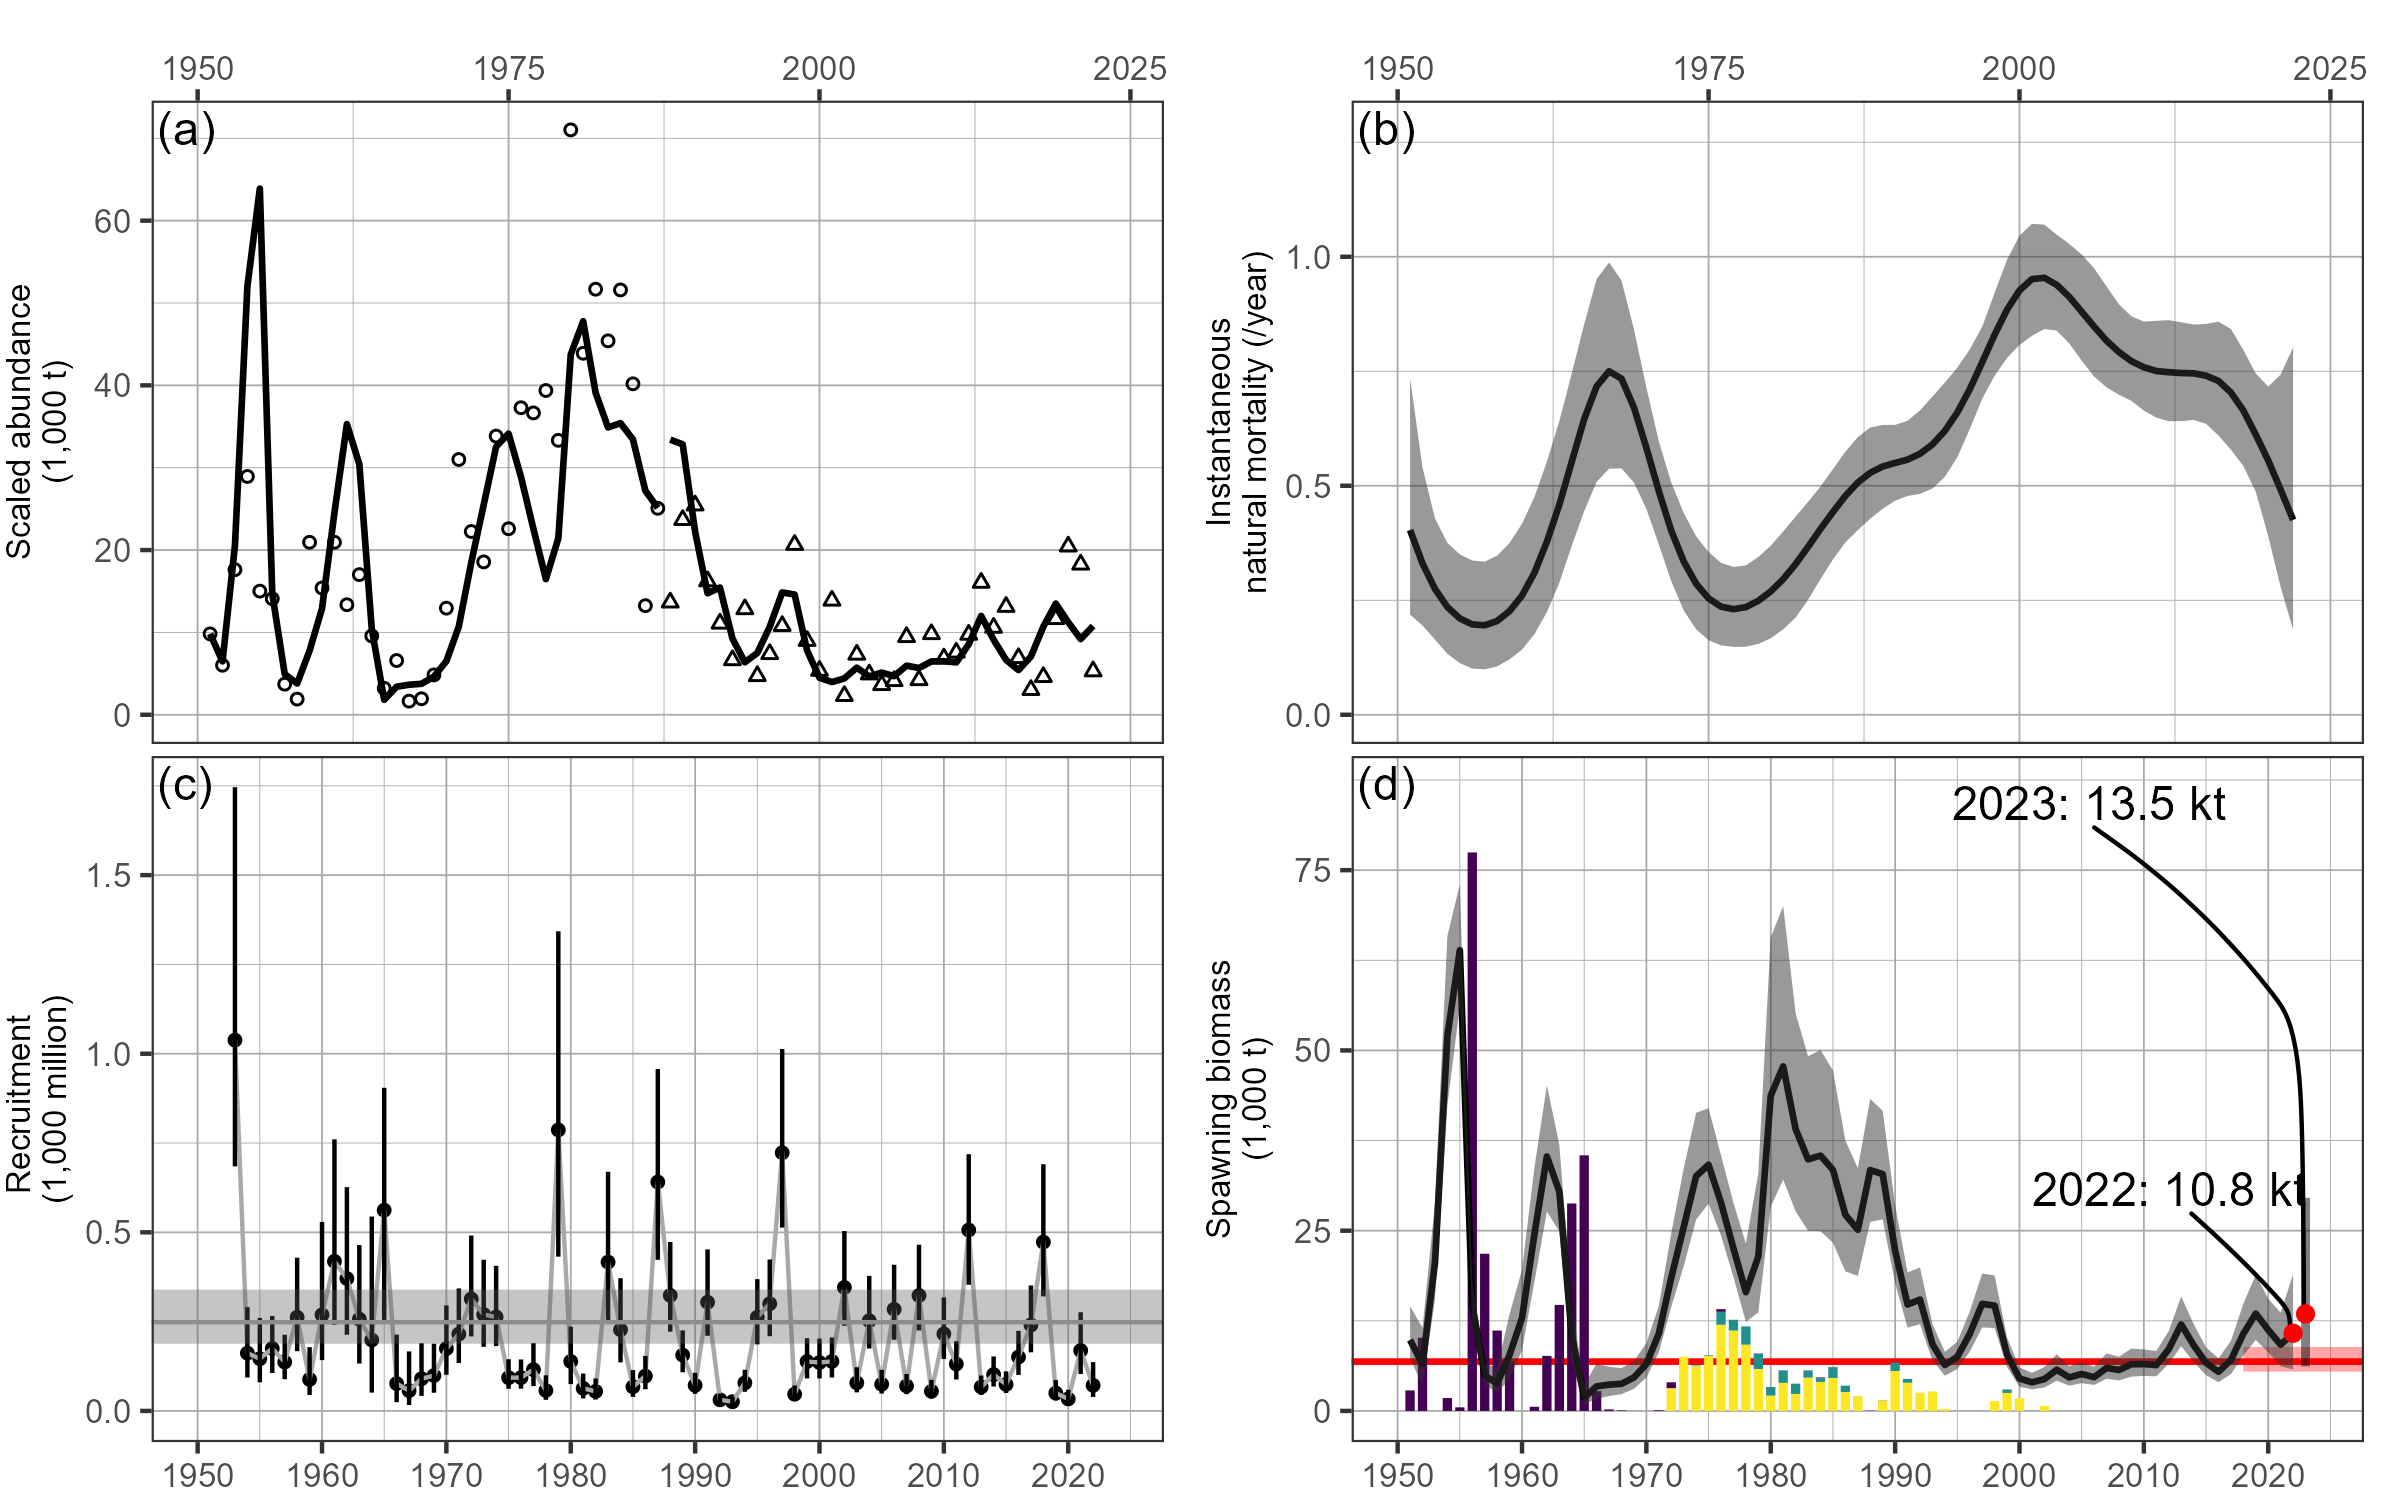 1950 1975 2000 2025
(a)
60
40
20
0
Scaled abundance
(1,000 t)
1950 1975 2000 2025
(b)
1.0
0.5
0.0
Instantaneous
natural mortality (/year)
(c)
1.5
1.0
0.5
0.0
Recruitment
(1,000 million)
1950 1960 1970 1980 1990 2000 2010 2020
(d)
2023: 13.5 kt
2022: 10.8 kt
75
50
25
0
Spawning biomass
(1,000 t)
1950 1960 1970 1980 1990 2000 2010 2020